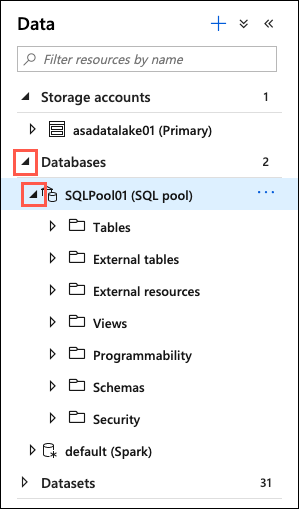 Data
Filter resources by name
Storage accounts 1
asadatalake01 (Primary)
Databases 2
SQLPool01 (SQL pool) ...
Tables
External tables
External resources
Views
Programmability
Schemas
Security
default (Spark)
Datasets 31